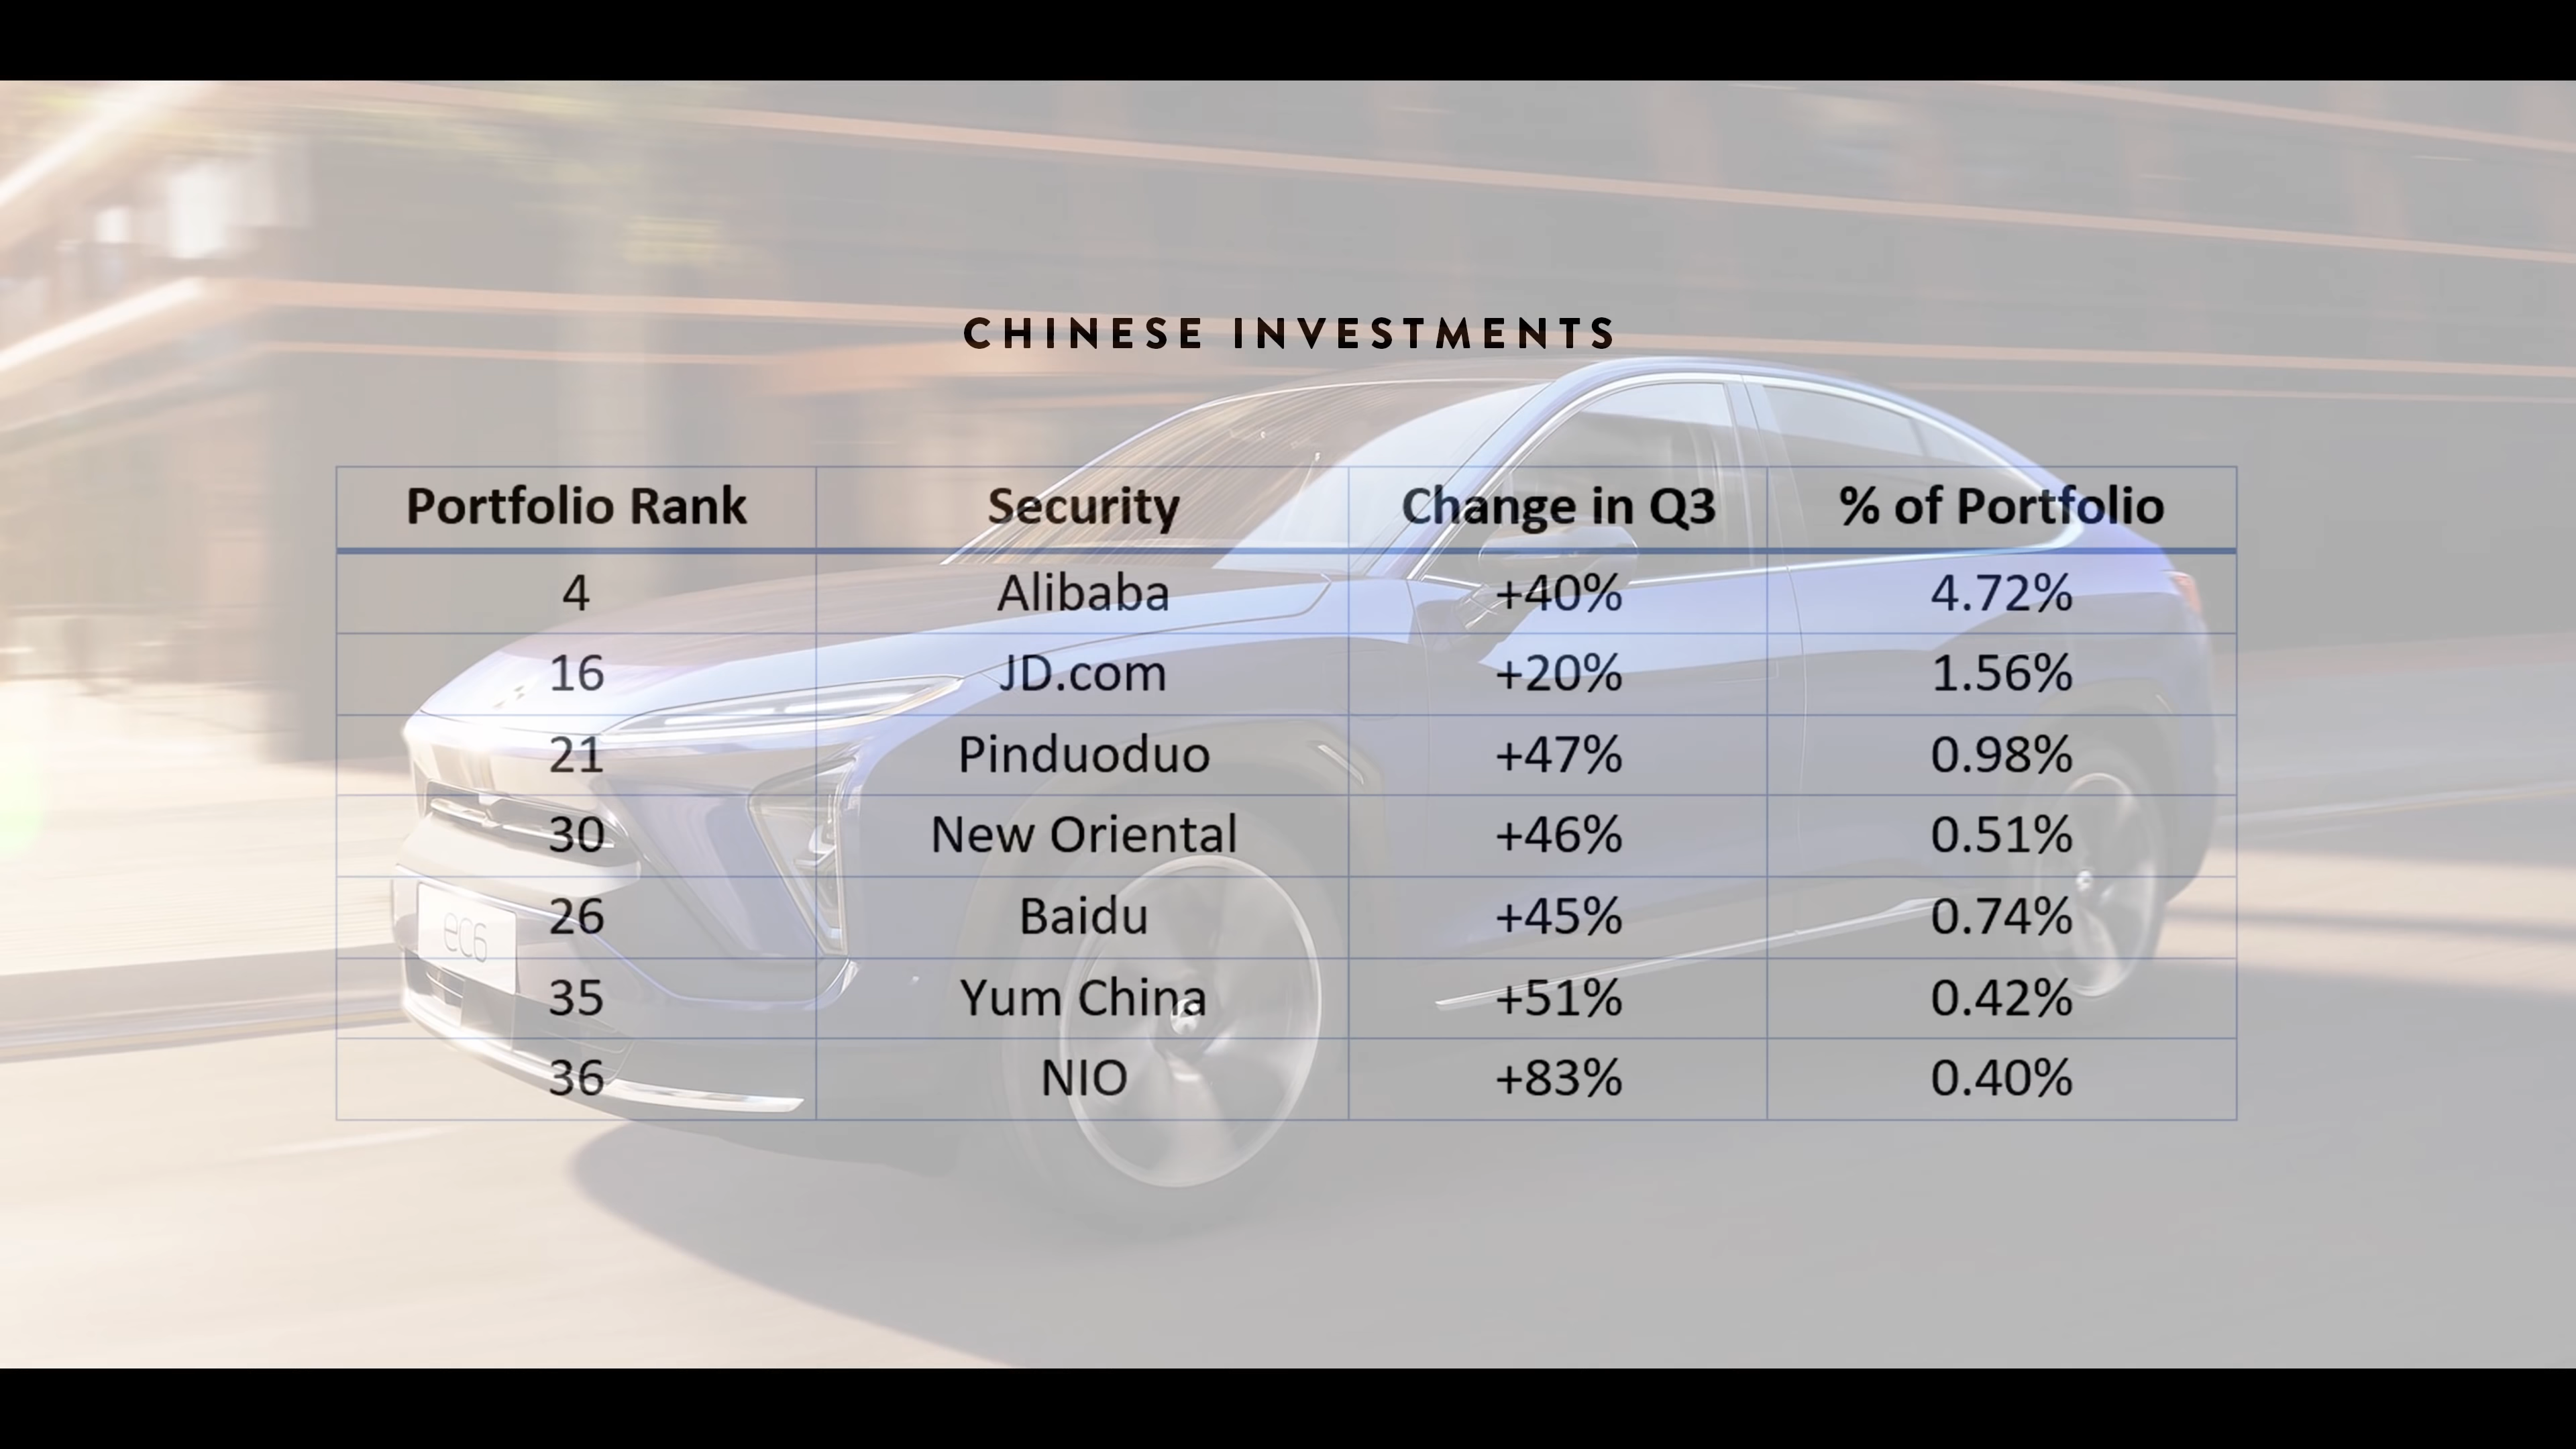 CHINESE INVESTMENTS
Portfolio Rank Security Change in Q3 % of Portfolio
4 Alibaba +40% 4.72%
16 JD.com +20% 1.56%
21 Pinduoduo +47% 0.98%
30 New Oriental +46% 0.51%
26 Baidu +45% 0.74%
35 Yum China +51% 0.42%
36 NIO +83% 0.40%
eC6